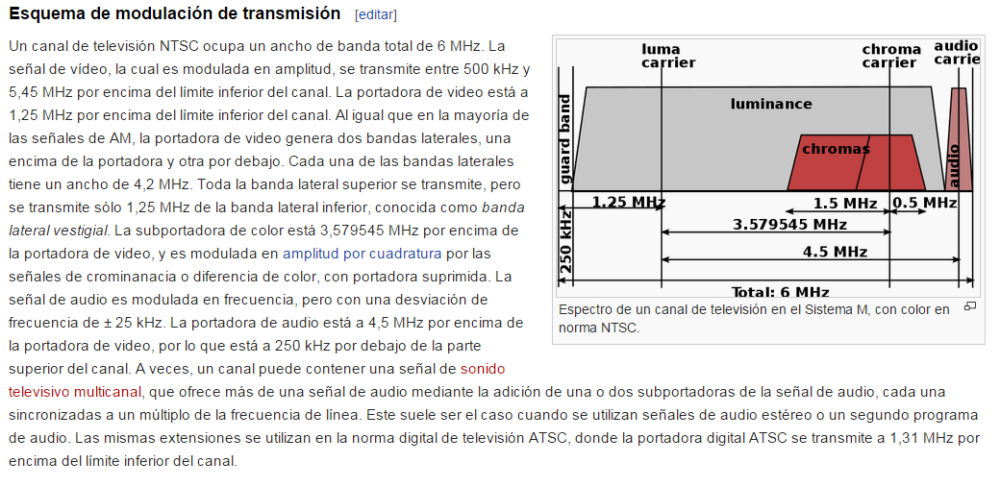 Esquema de modulación de transmisión [editar]
Un canal de televisión NTSC ocupa un ancho de banda total de 6 MHz. La
señal de vídeo, la cual es modulada en amplitud, se transmite entre 500 kHz y
5,45 MHz por encima del límite inferior del canal. La portadora de video está a
1,25 MHz por encima del límite inferior del canal. Al igual que en la mayoría de
las señales de AM, la portadora de video genera dos bandas laterales, una
encima de la portadora y otra por debajo. Cada una de las bandas laterales
tiene un ancho de 4,2 MHz. Toda la banda lateral superior se transmite, pero
se transmite sólo 1,25 MHz de la banda lateral inferior, conocida como banda
lateral vestigial. La subportadora de color está 3,579545 MHz por encima de
la portadora de video, y es modulada en amplitud por cuadratura por las
señales de crominanacia o diferencia de color, con portadora suprimida. La
señal de audio es modulada en frecuencia, pero con una desviación de
frecuencia de ± 25 kHz. La portadora de audio está a 4,5 MHz por encima de
la portadora de video, por lo que está a 250 kHz por debajo de la parte
superior del canal. A veces, un canal puede contener una señal de sonido
televisivo multicanal, que ofrece más de una señal de audio mediante la adición de una o dos subportadoras de la señal de audio, cada una
sincronizadas a un múltiplo de la frecuencia de línea. Este suele ser el caso cuando se utilizan señales de audio estéreo o un segundo programa
de audio. Las mismas extensiones se utilizan en la norma digital de televisión ATSC, donde la portadora digital ATSC se transmite a 1,31 MHz por
encima del límite inferior del canal.
luma
carrier
chroma
carrier
audio
carrie
guard band
luminance
chromas
audio
1.25 MHz
1.5 MHz
0.5 MHz
250 kHz
3.579545 MHz
4.5 MHz
Total: 6 MHz
Espectro de un canal de televisión en el Sistema M, con color en
norma NTSC.